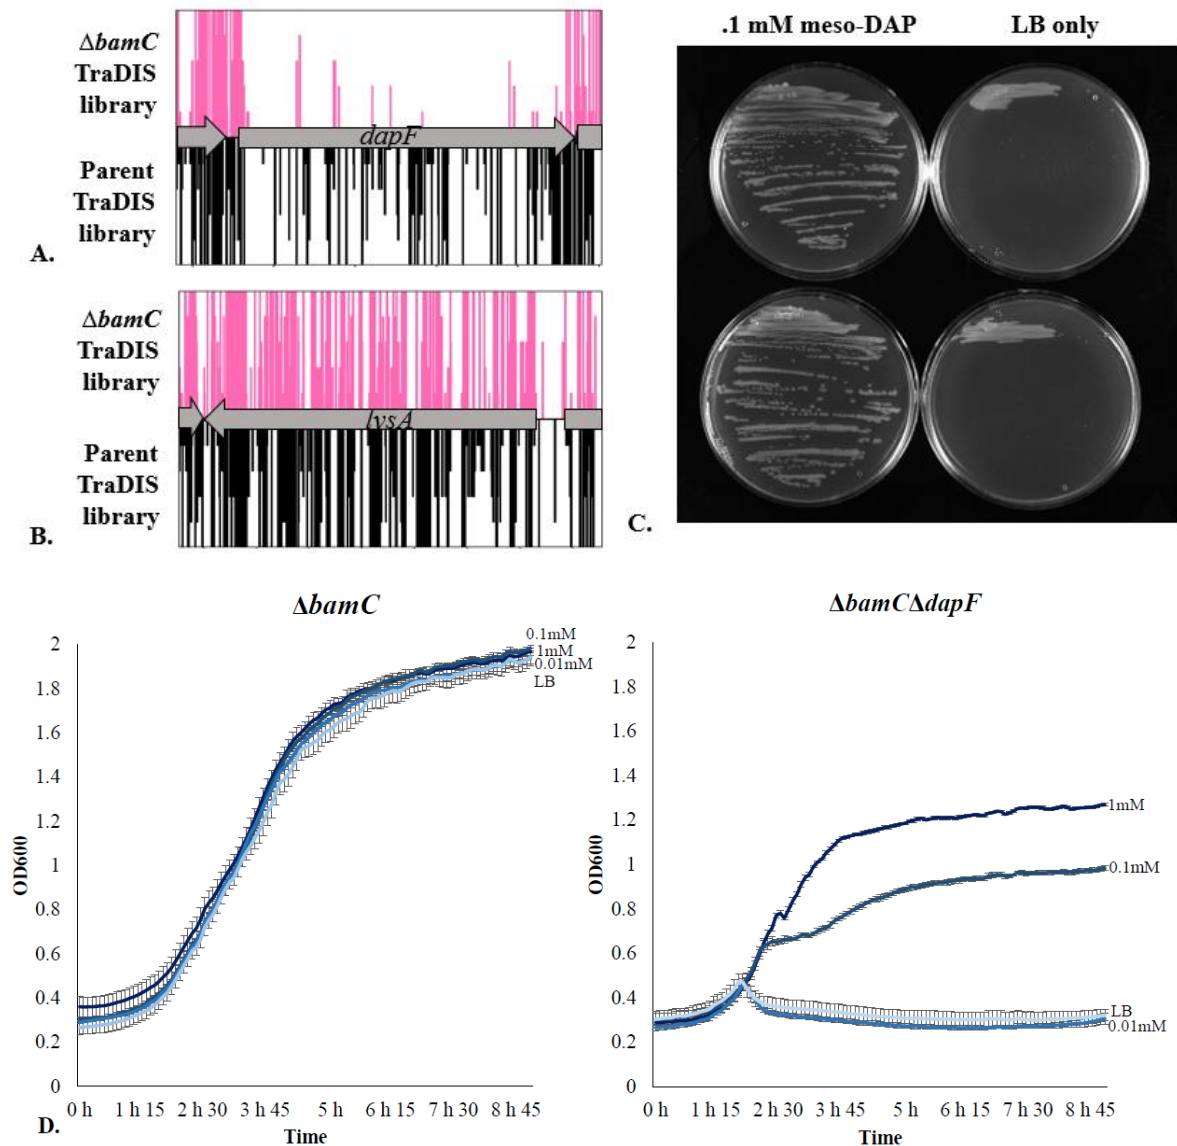 .1 mM meso-DAP LB only
ΔbamC
TraDIS
library
dapF
Parent
TraDIS
library
A.
ΔbamC
TraDIS
library
lysA
Parent
TraDIS
library
B.
C.
ΔbamC
OD600
2
1.8
1.6
1.4
1.2
1
0.8
0.6
0.4
0.2
0
0.1mM
1mM
0.01mM
LB
0 h 1 h 15 2 h 30 3 h 45 5 h 6 h 15 7 h 30 8 h 45
Time
D.
ΔbamCΔdapF
OD600
2
1.8
1.6
1.4
1.2
1
0.8
0.6
0.4
0.2
0
1mM
0.1mM
LB
0.01mM
0 h 1 h 15 2 h 30 3 h 45 5h 6 h 15 7 h 30 8 h 45
Time